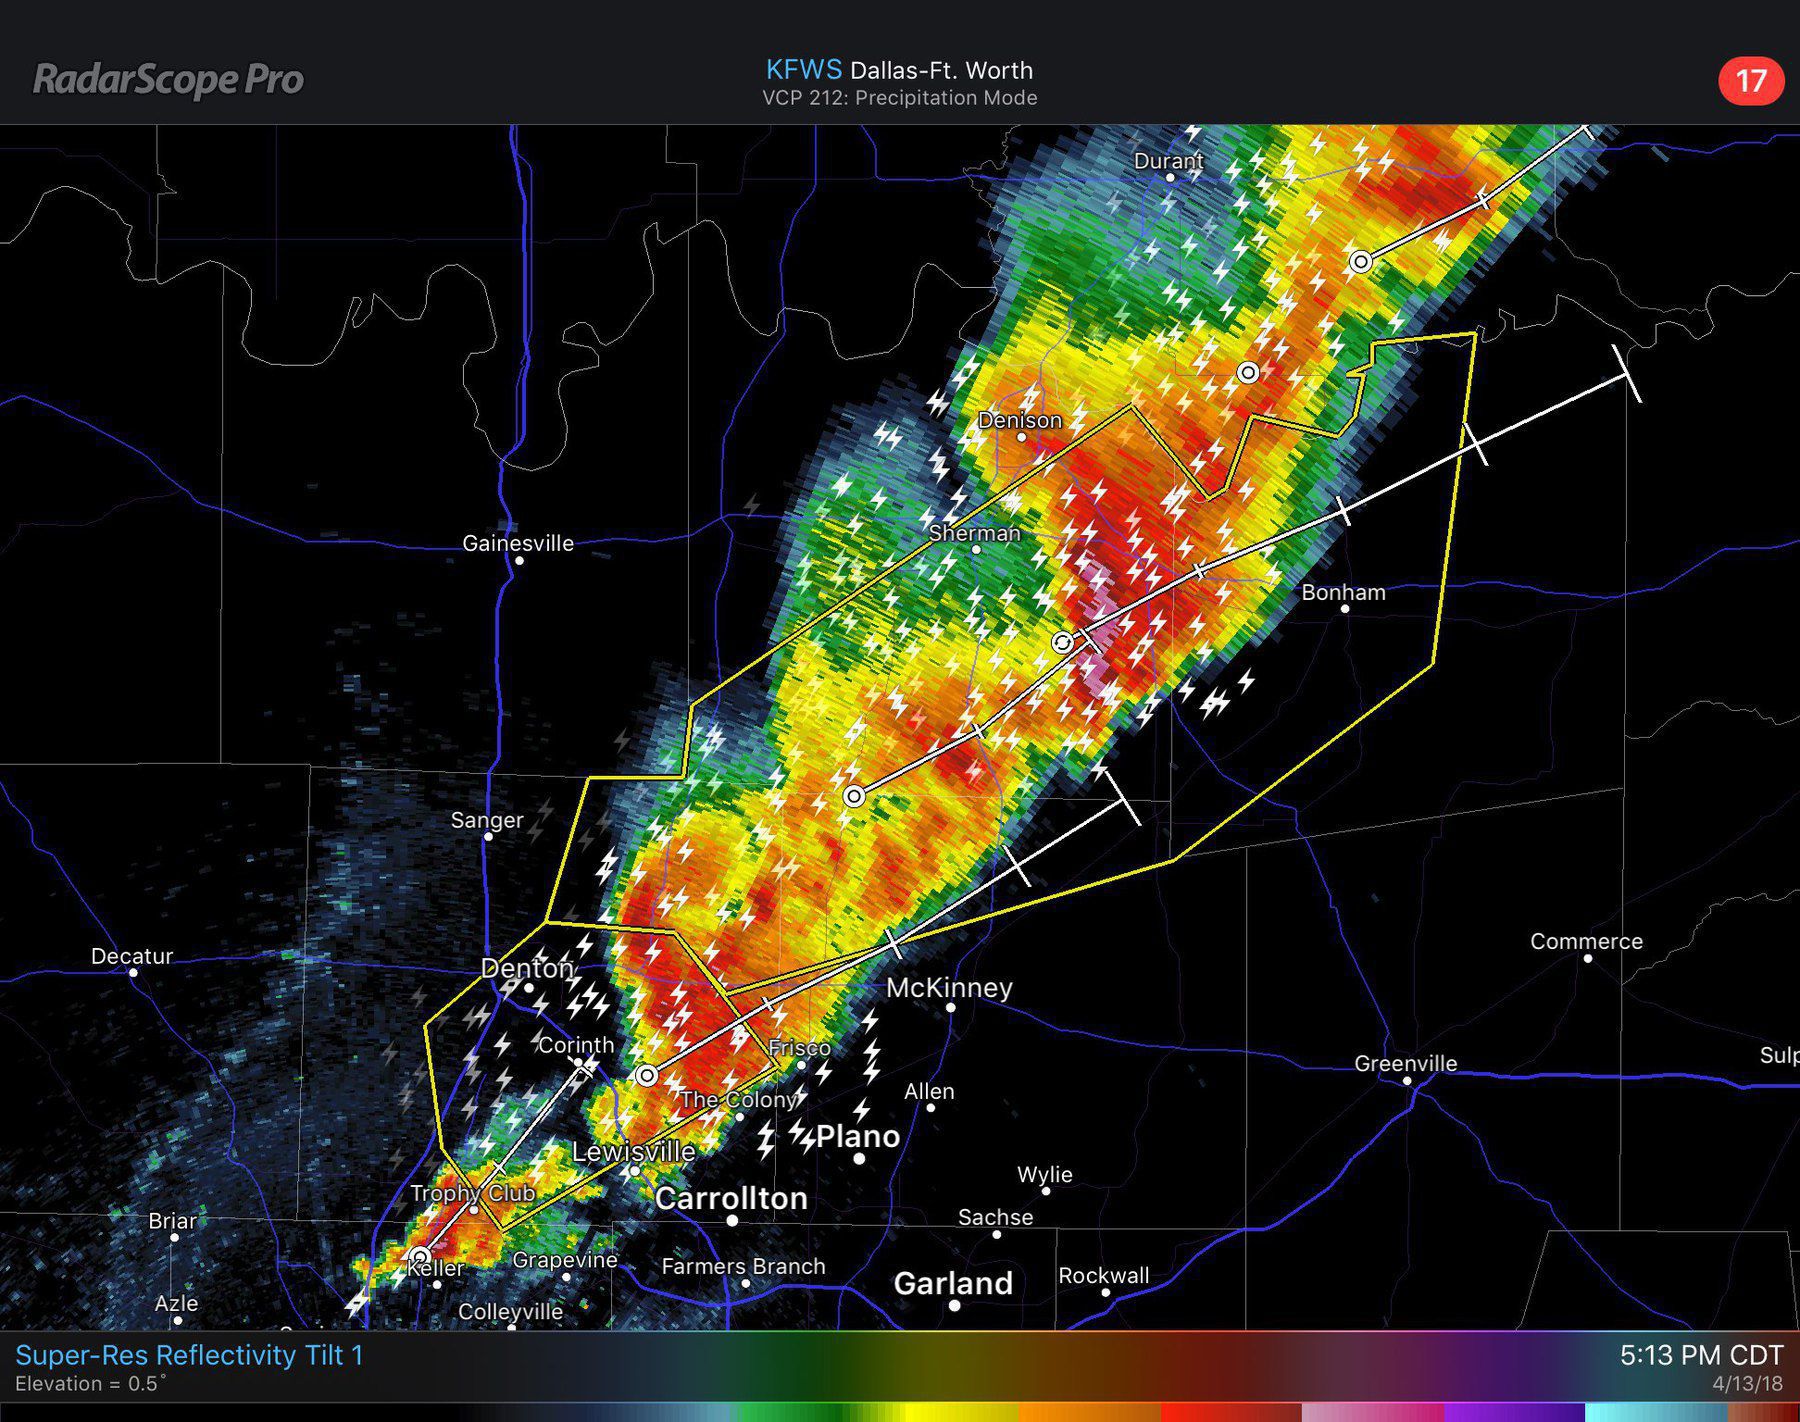 RadarScope Pro
KFWS Dallas-Ft. Worth
VCP 212: Precipitation Mode
17
Durant
Denison
Sherman
Gainesville
Bonham
Sanger
Commerce
Decatur
Denton
McKinney
Corinth
Frisco
Greenville
Sulp
The Colony
Allen
Plano
Lewisville
Wylie
Trophy Club
Carrollton
Briar
Sachse
Grapevine
Keller
Farmers Branch
Garland
Rockwall
Azle
Colleyville
Super-Res Reflectivity Tilt 1
5:13 PM CDT
Elevation = 0.5°
4/13/18